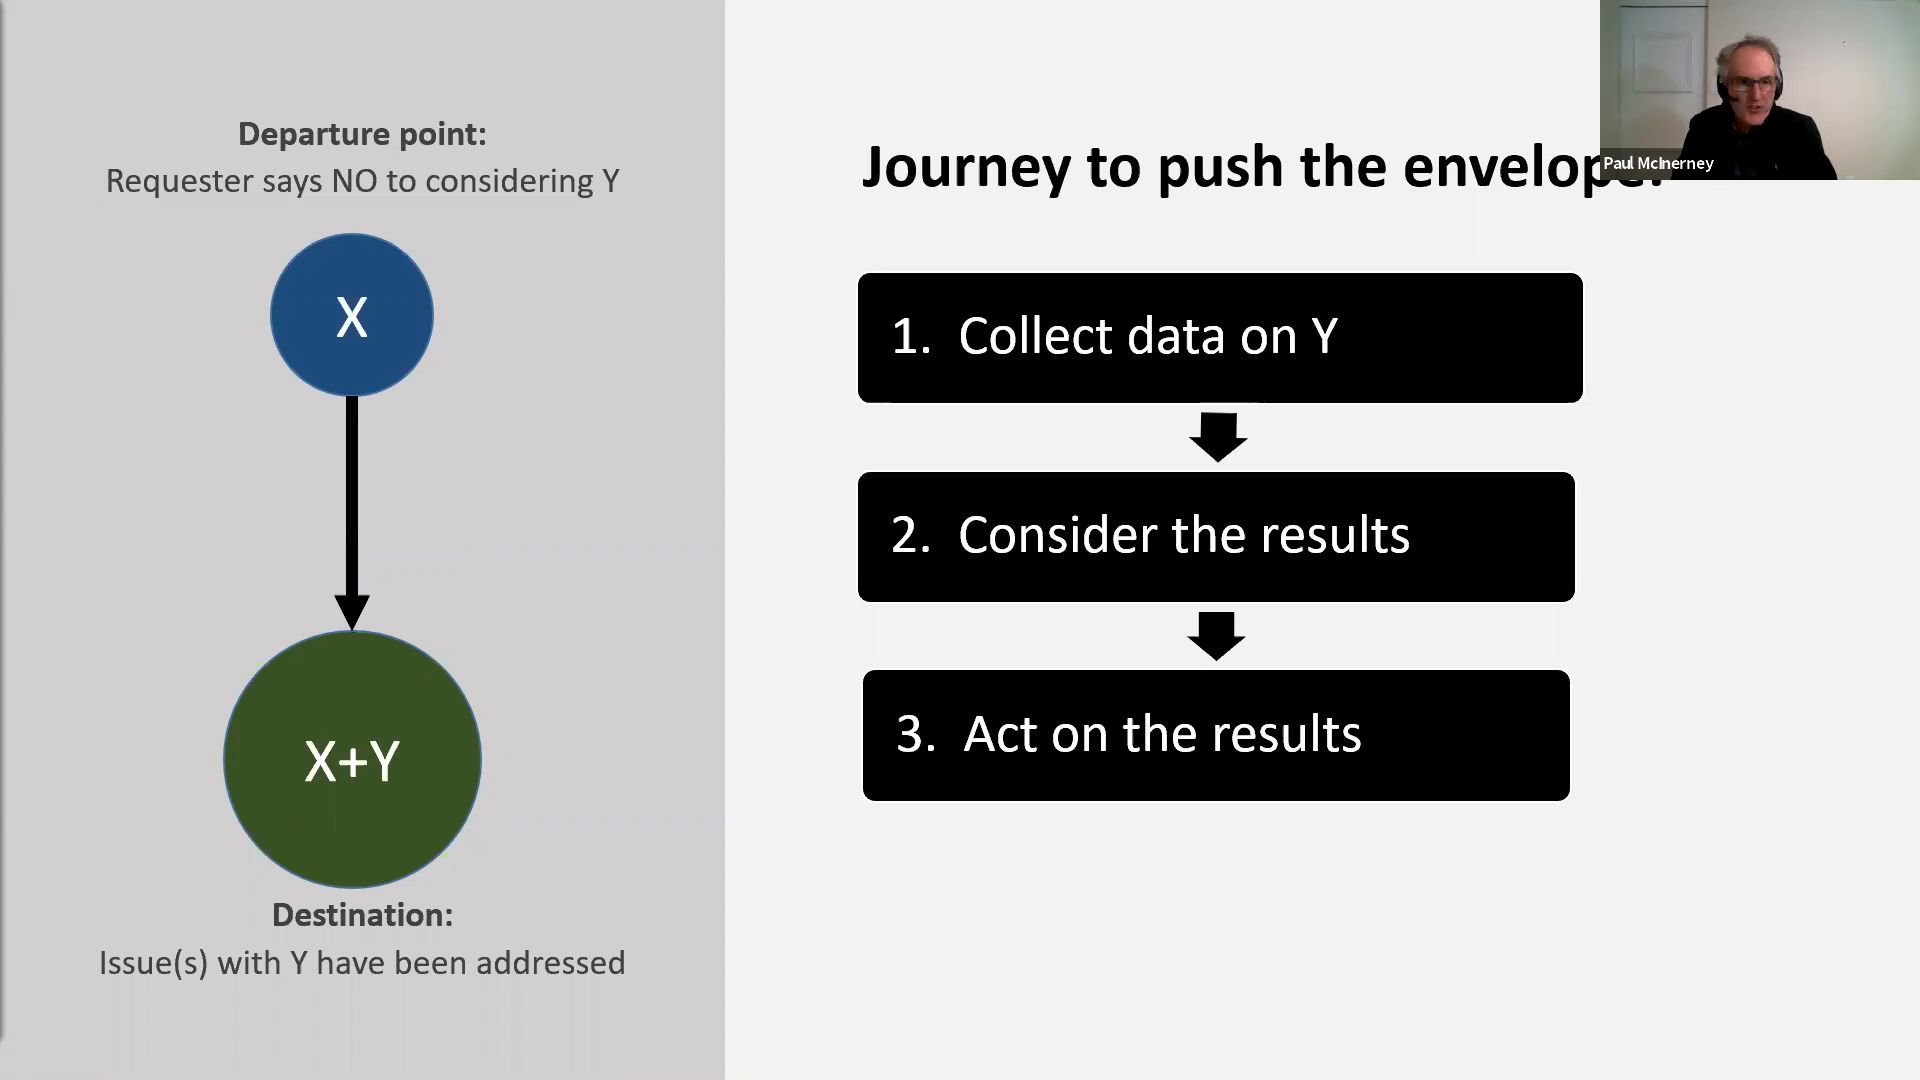 Departure point:
Requester says NO to considering Y
X
X+Y
Destination:
Issue(s) with Y have been addressed
Journey to push the envelope:
1. Collect data on Y
2. Consider the results
3. Act on the results
Paul McInerney